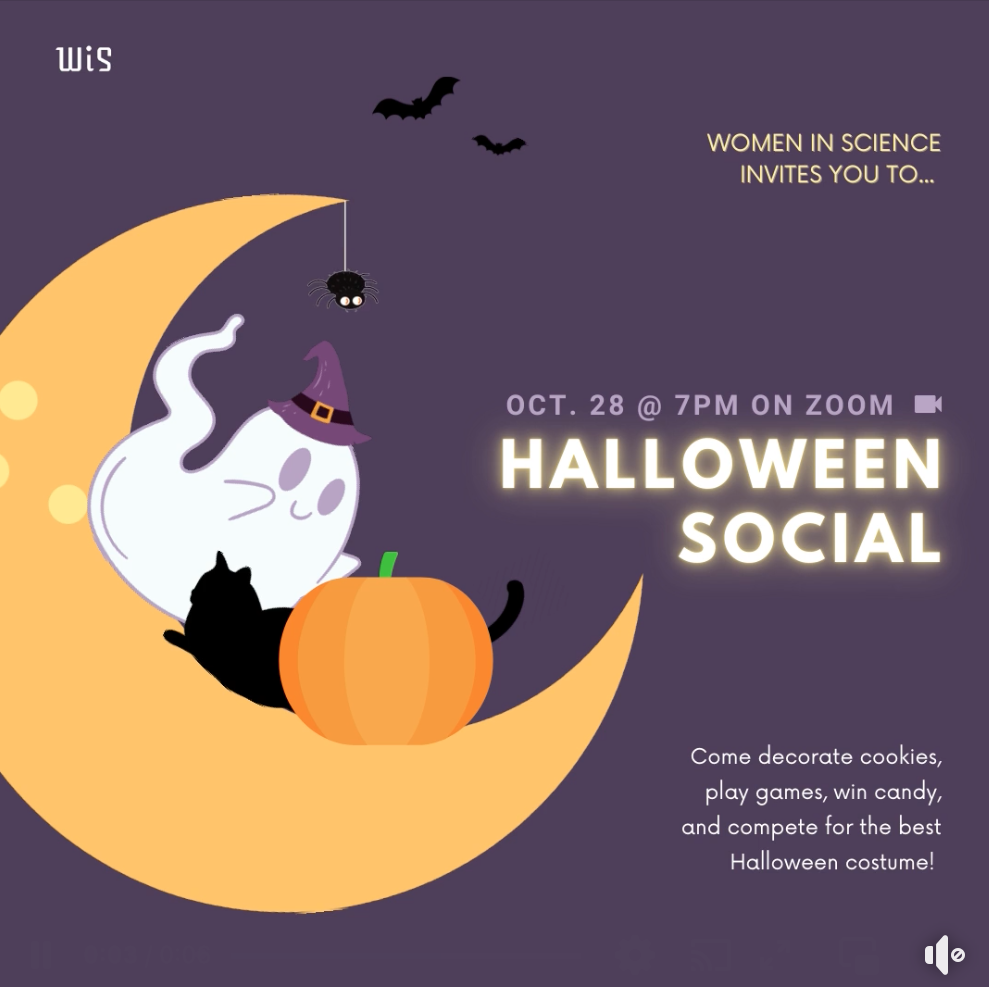 WiS
WOMEN IN SCIENCE
INVITES YOU TO...
OCT. 28 @ 7PM ON ZOOM
HALLOWEEN
SOCIAL
Come decorate cookies,
play games, win candy,
and compete for the best
Halloween costume!